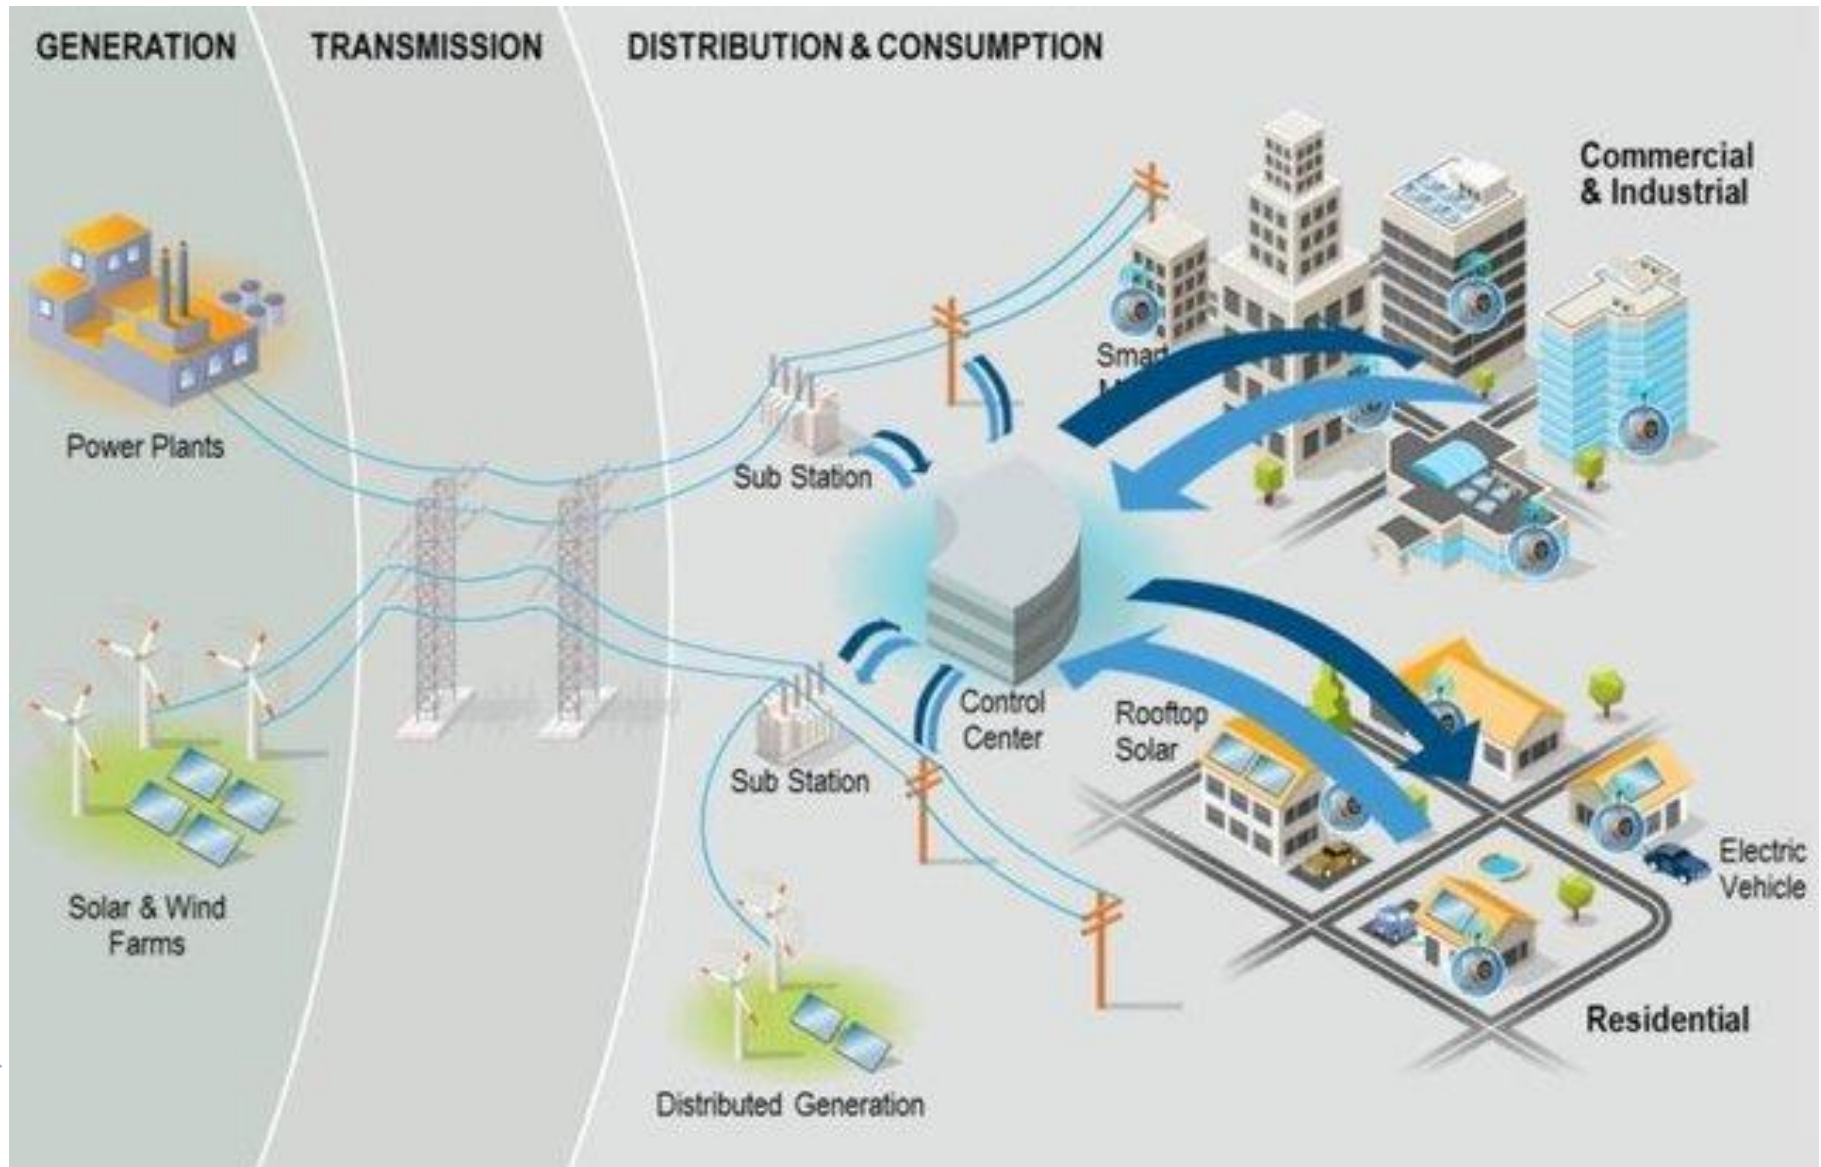 GENERATION
TRANSMISSION
DISTRIBUTION & CONSUMPTION
Commercial
& Industrial
Smart
Power Plants
Sub Station
Control
Center
Rooftop
Solar
Sub Station
Electric
Vehicle
Solar & Wind
Farms
Residential
Distributed Generation